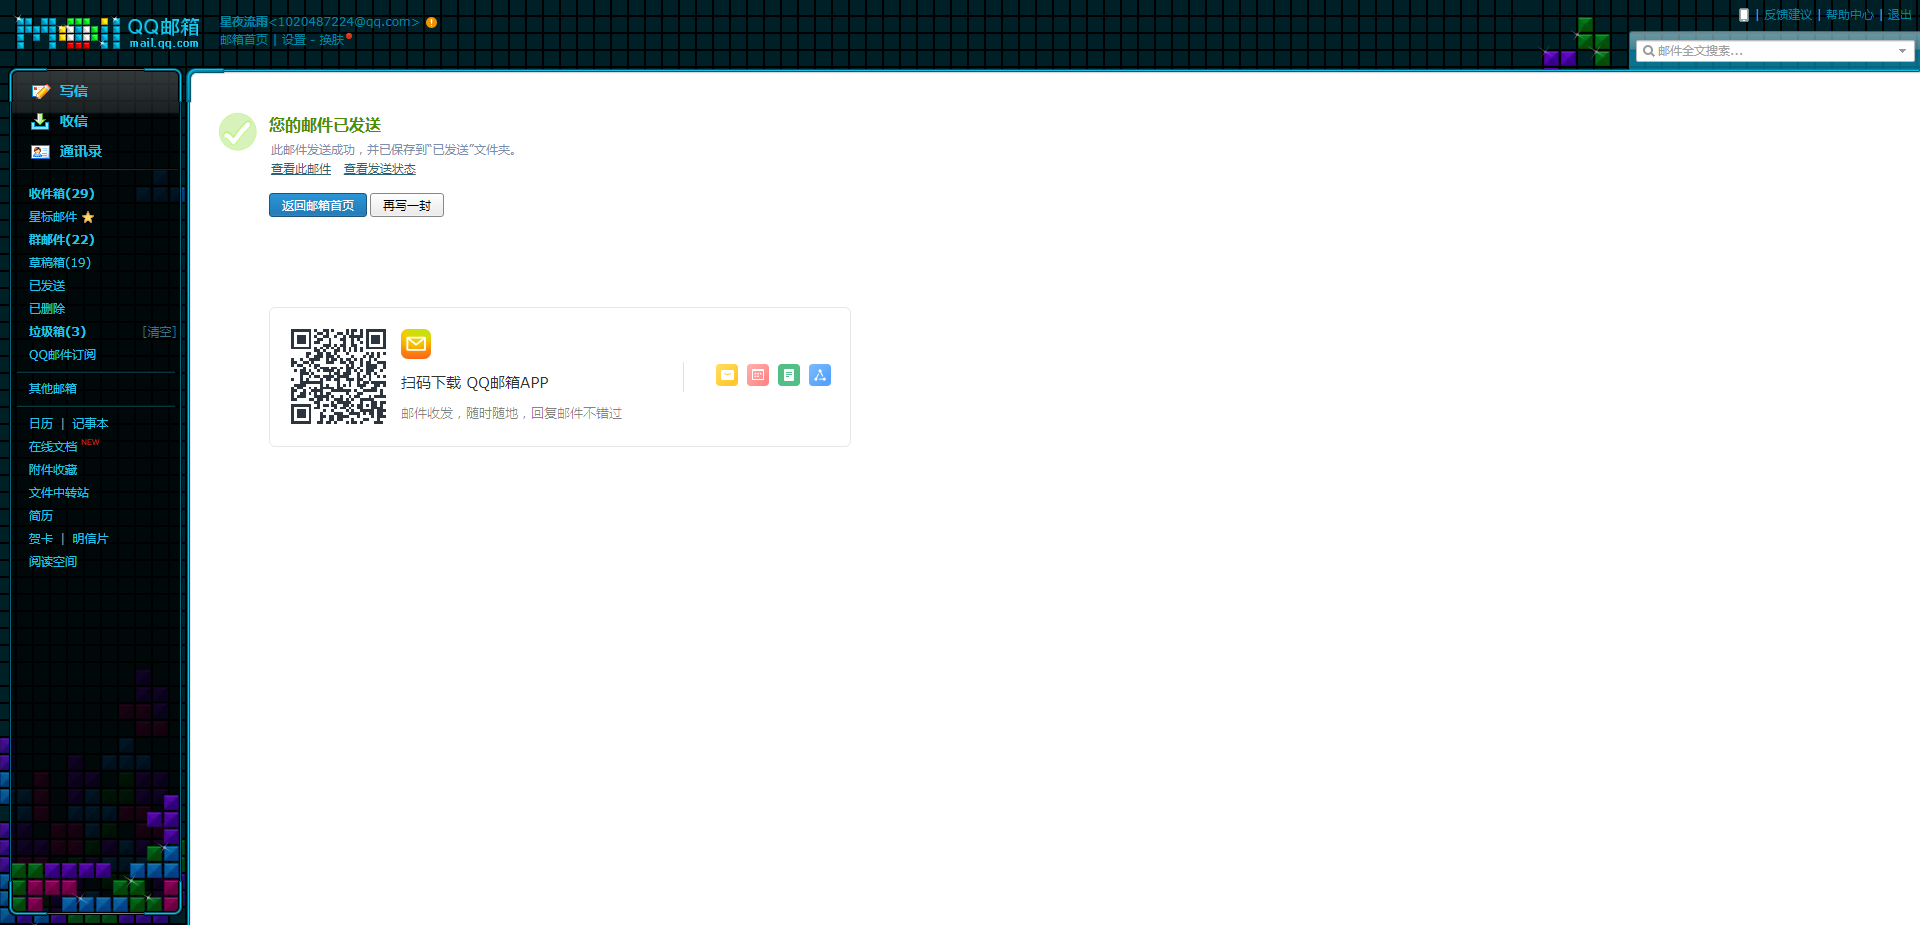 QQ邮箱
mail.qq.com
星夜流雨<1020487224@qq.com>
邮箱首页 | 设置 - 换肤
| 反馈建议 | 帮助中心 | 退出
邮件全文搜索...
写信
收信
通讯录
收件箱(29)
星标邮件
群邮件(22)
草稿箱(19)
已发送
已删除
垃圾箱(3) [清空]
QQ邮件订阅
其他邮箱
日历 | 记事本
在线文档 NEW
附件收藏
文件中转站
简历
贺卡 | 明信片
阅读空间
您的邮件已发送
此邮件发送成功，并已保存到“已发送”文件夹。
查看此邮件 查看发送状态
返回邮箱首页 再写一封
扫码下载 QQ邮箱APP
邮件收发，随时随地，回复邮件不错过